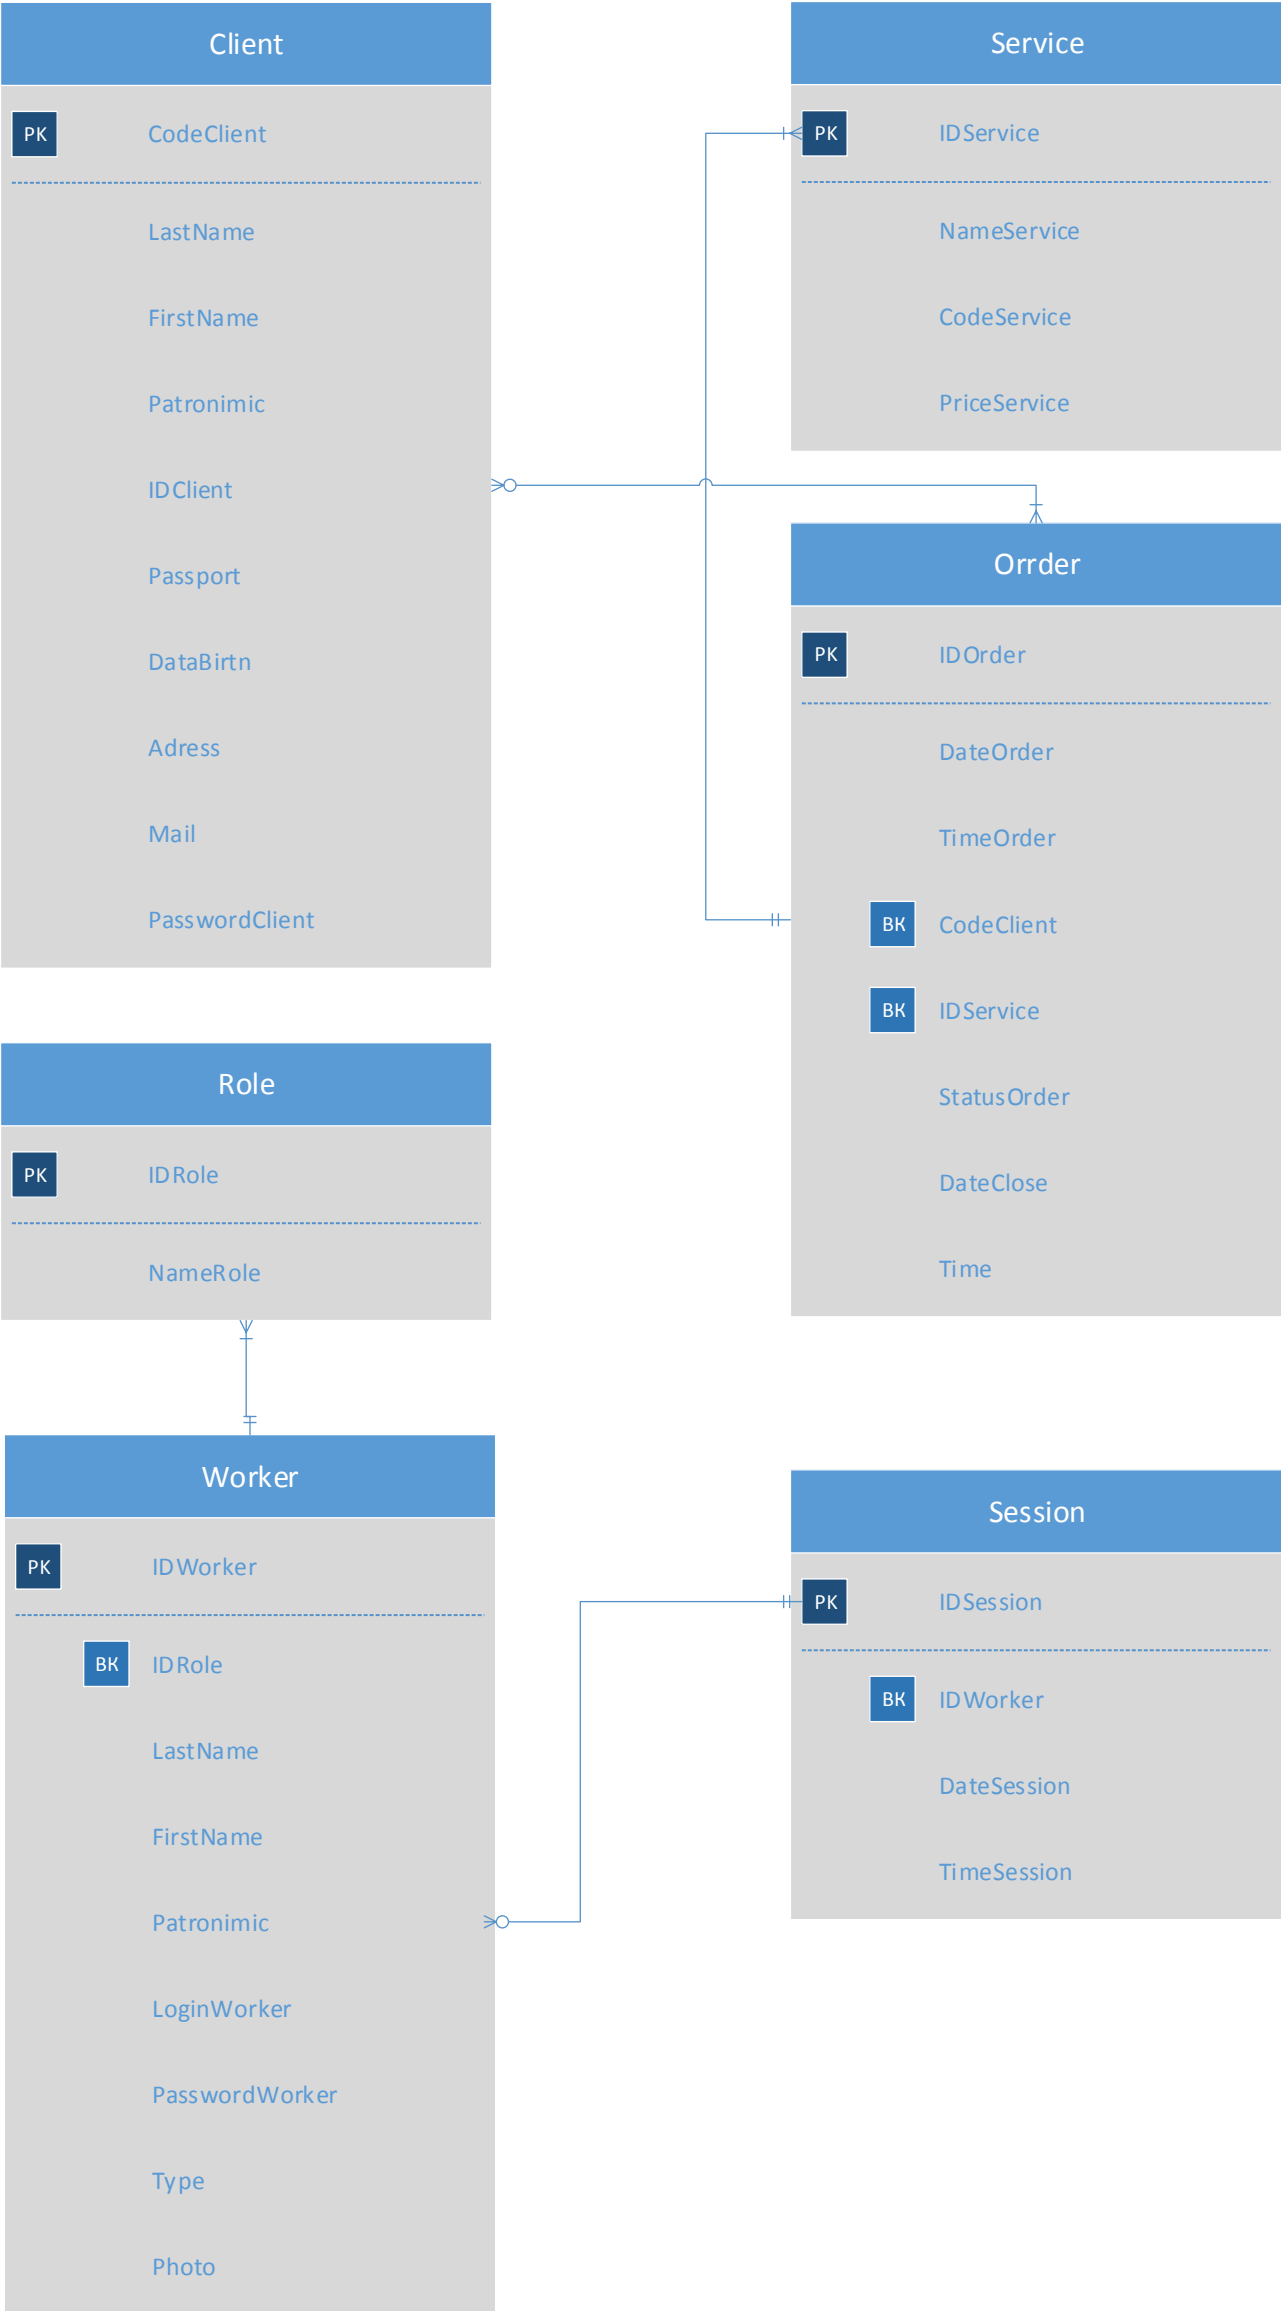 Client
PK CodeClient
LastName
FirstName
Patronimic
IDClient
Passport
DataBirtn
Adress
Mail
PasswordClient
Service
PK IDService
NameService
CodeService
PriceService
Orrder
PK IDOrder
DateOrder
TimeOrder
ВК CodeClient
ВК IDService
StatusOrder
DateClose
Time
Role
PK IDRole
NameRole
Worker
PK IDWorker
ВК IDRole
LastName
FirstName
Patronimic
LoginWorker
PasswordWorker
Type
Photo
Session
PK IDSession
ВК IDWorker
DateSession
TimeSession